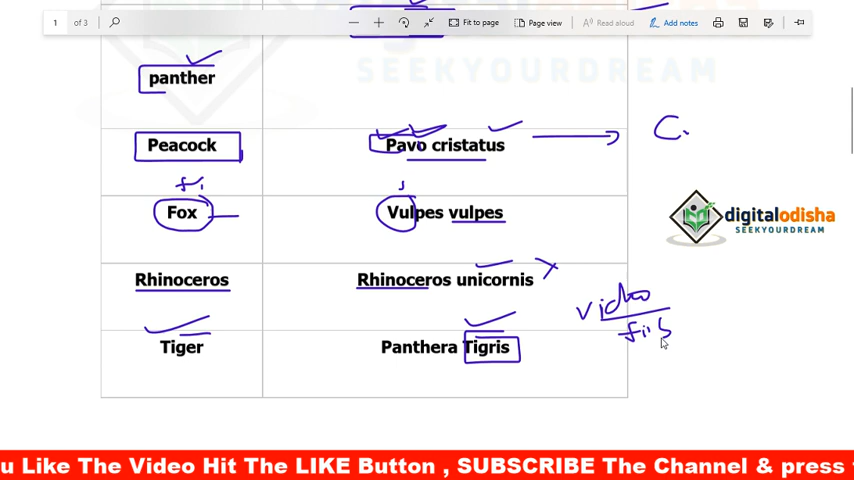 1 of 3 Fit to page Page view Read aloud Add notes
SEEKYOURDREAM
panther
Peacock Pavo cristatus C.
Fox Vulpes vulpes
digitalodisha
SEEKYOURDREAM
Rhinoceros Rhinoceros unicornis
video
Tiger Panthera Tigris
u Like The Video Hit The LIKE Button , SUBSCRIBE The Channel & press